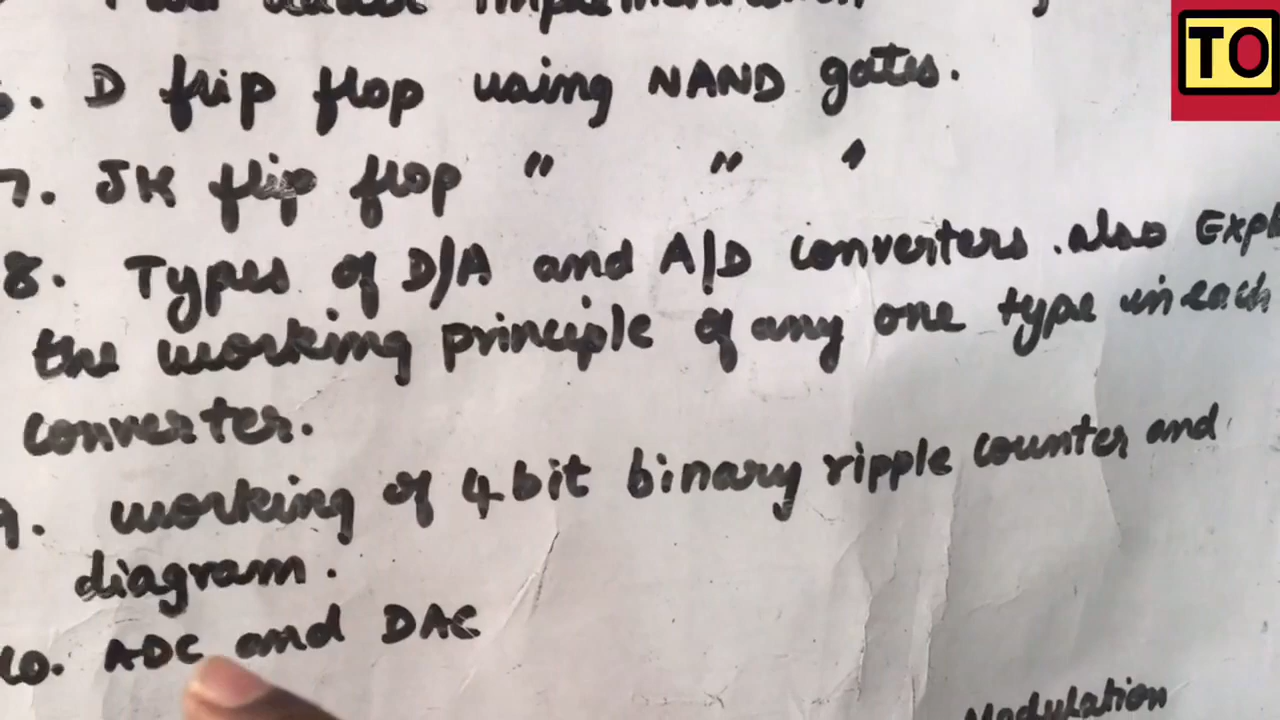 TO
6. D flip flop using NAND gates.
7. JK flip flop " " "
8. Types of D/A and A/D converters. also Expl
the working principle of any one type in each
converter.
9. working of 4 bit binary ripple counter and
diagram.
10. ADC and DAC
Modulation